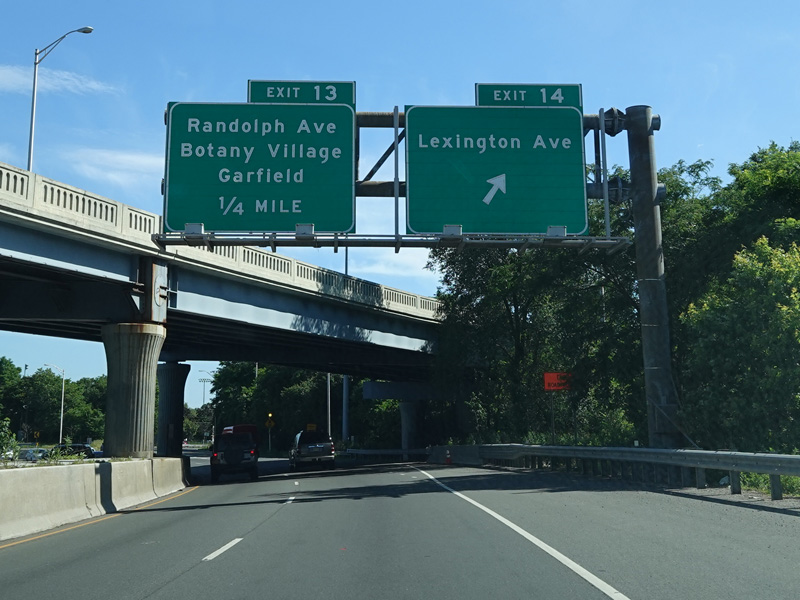 EXIT 13
Randolph Ave
Botany Village
Garfield
1/4 MILE
EXIT 14
Lexington Ave